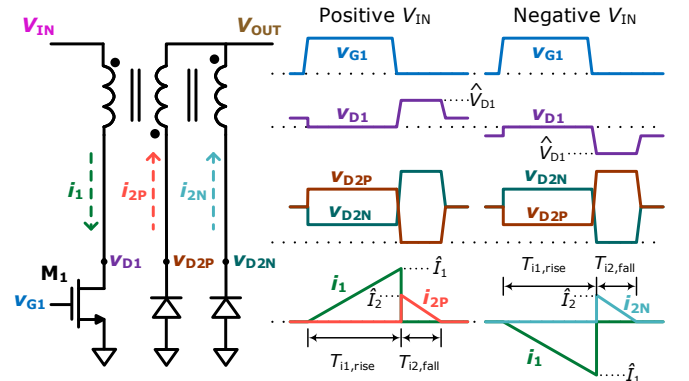 V_IN
V_OUT
i_1
i_2P
i_2N
v_D1
v_D2P
v_D2N
M_1
v_G1
Positive V_IN
Negative V_IN
v_G1
v_G1
v_D1
V̂_D1
v_D1
V̂_D1
v_D2P
v_D2N
v_D2N
v_D2P
i_1
Î_1
Î_2
i_2P
T_i1,rise
T_i2,fall
T_i1,rise
T_i2,fall
Î_2
i_2N
i_1
Î_1